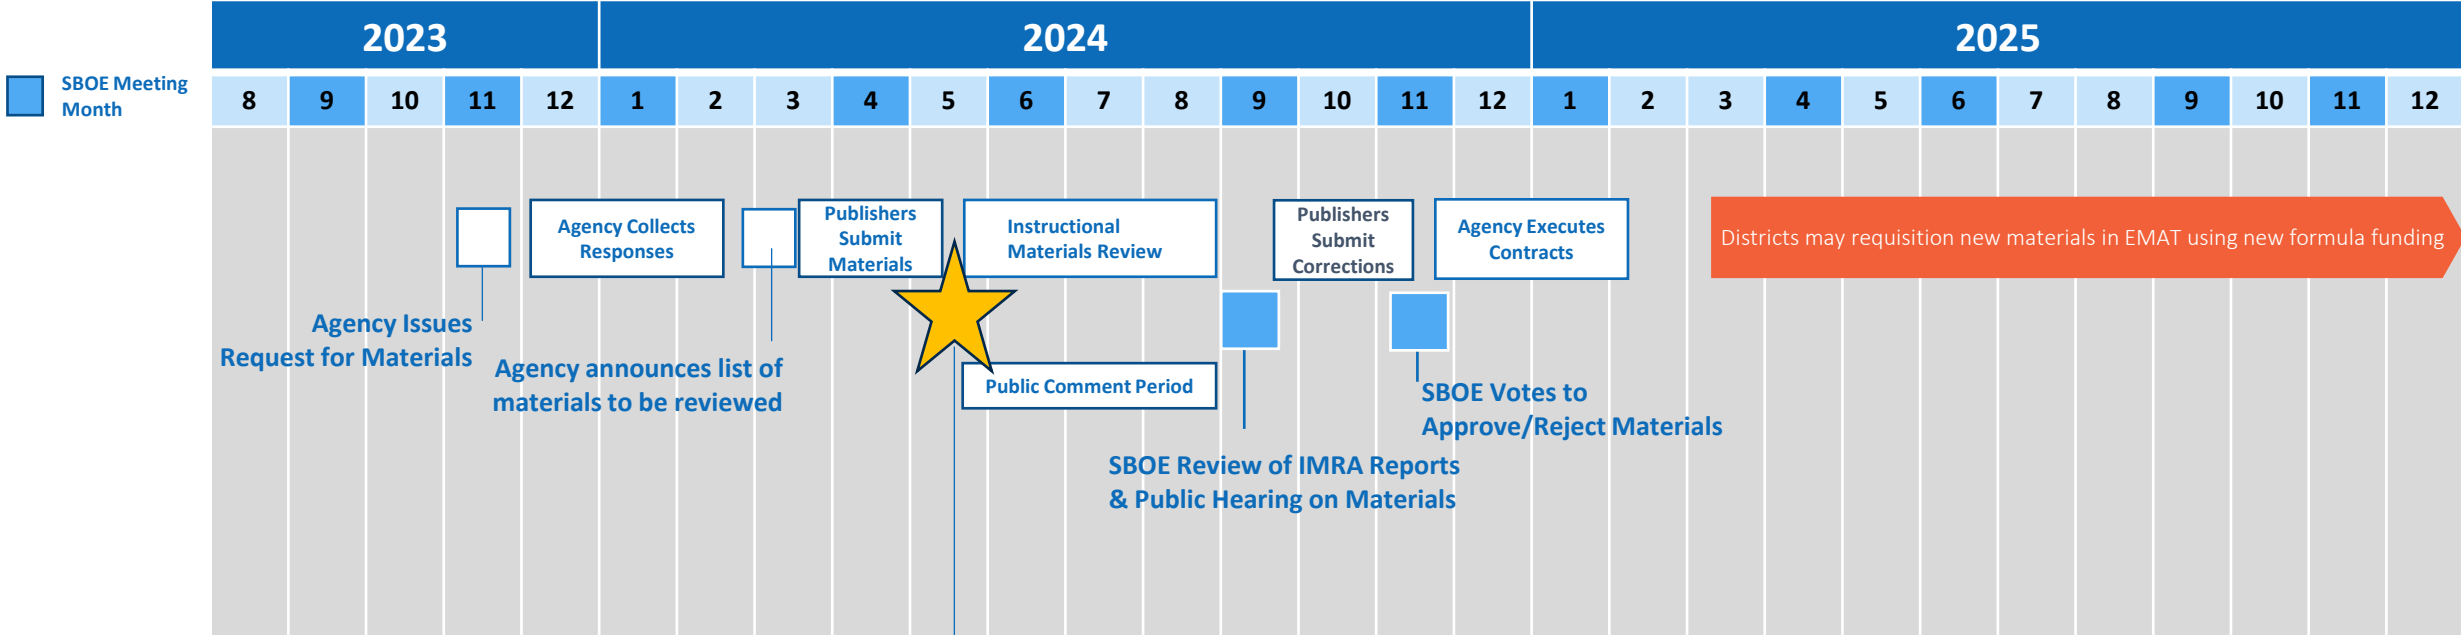 2023
2024
2025
SBOE Meeting
Month
8 9 10 11 12 1 2 3 4 5 6 7 8 9 10 11 12 1 2 3 4 5 6 7 8 9 10 11 12
Agency Collects
Responses
Publishers
Submit
Materials
Instructional
Materials Review
Publishers
Submit
Corrections
Agency Executes
Contracts
Districts may requisition new materials in EMAT using new formula funding
Agency Issues
Request for Materials
Agency announces list of
materials to be reviewed
Public Comment Period
SBOE Votes to
Approve/Reject Materials
SBOE Review of IMRA Reports
& Public Hearing on Materials